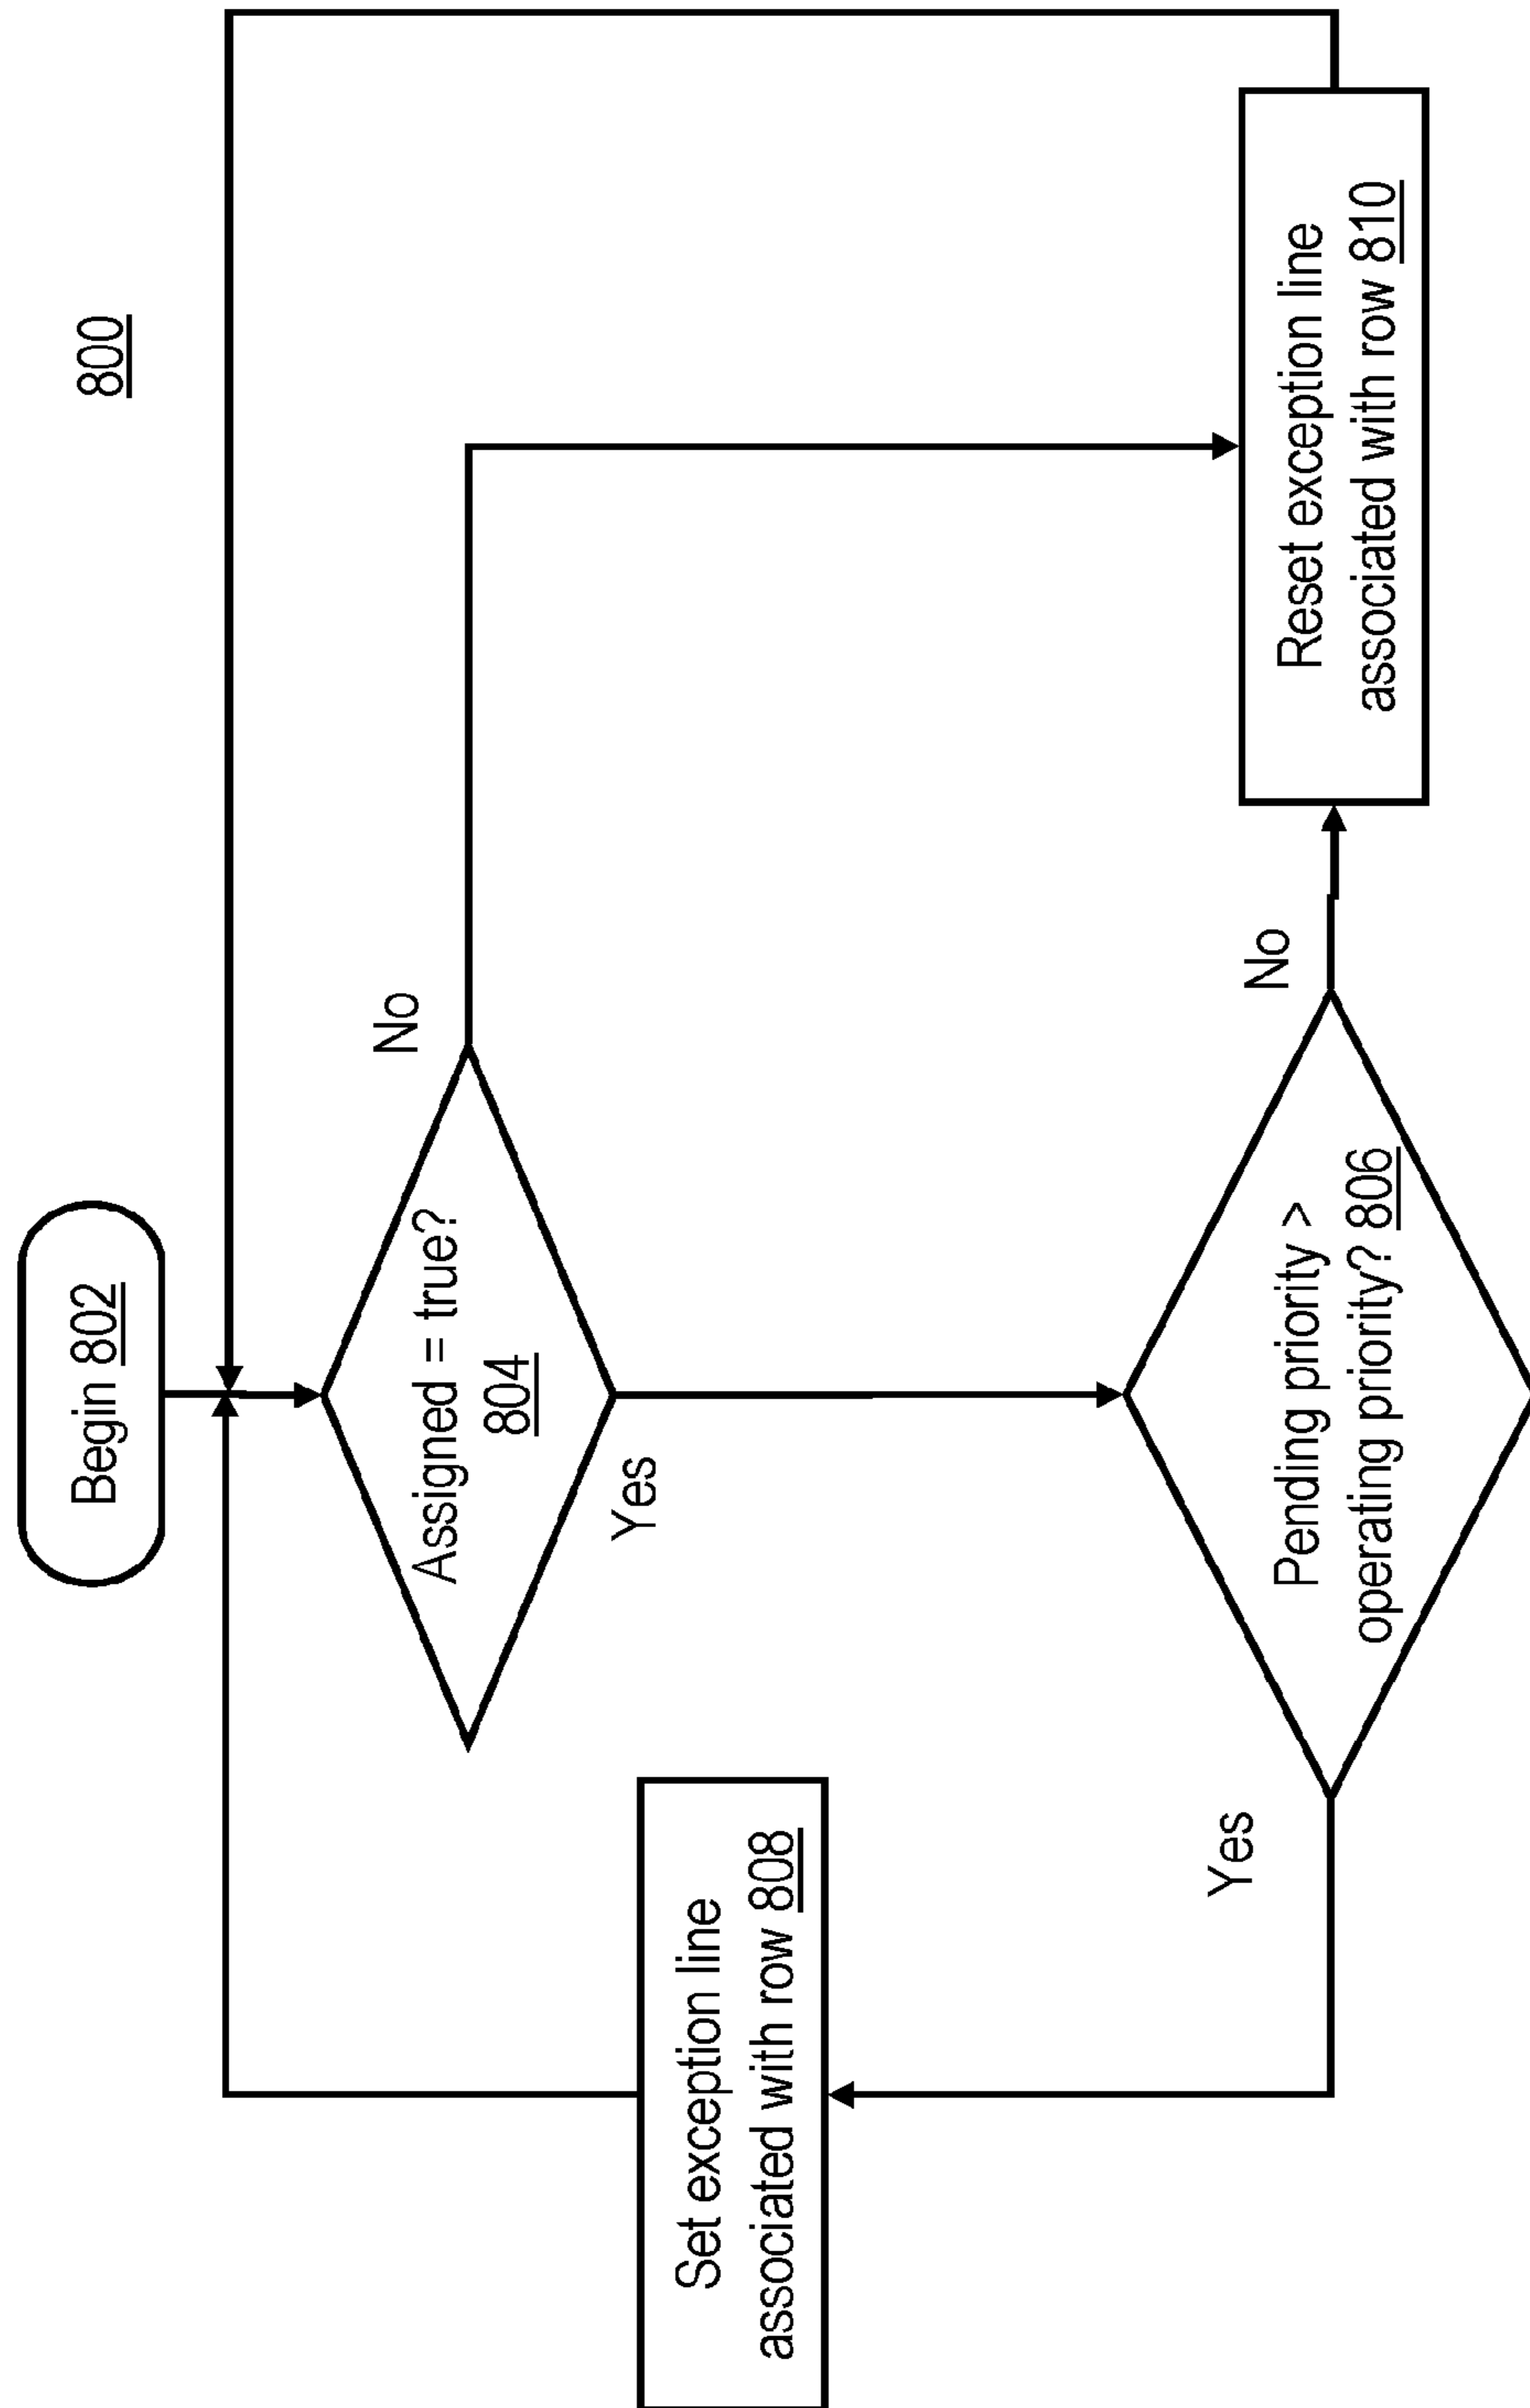 800
Begin 802
Assigned = true?
804
No
Yes
Pending priority >
operating priority? 806
Yes
No
Set exception line
associated with row 808
Reset exception line
associated with row 810